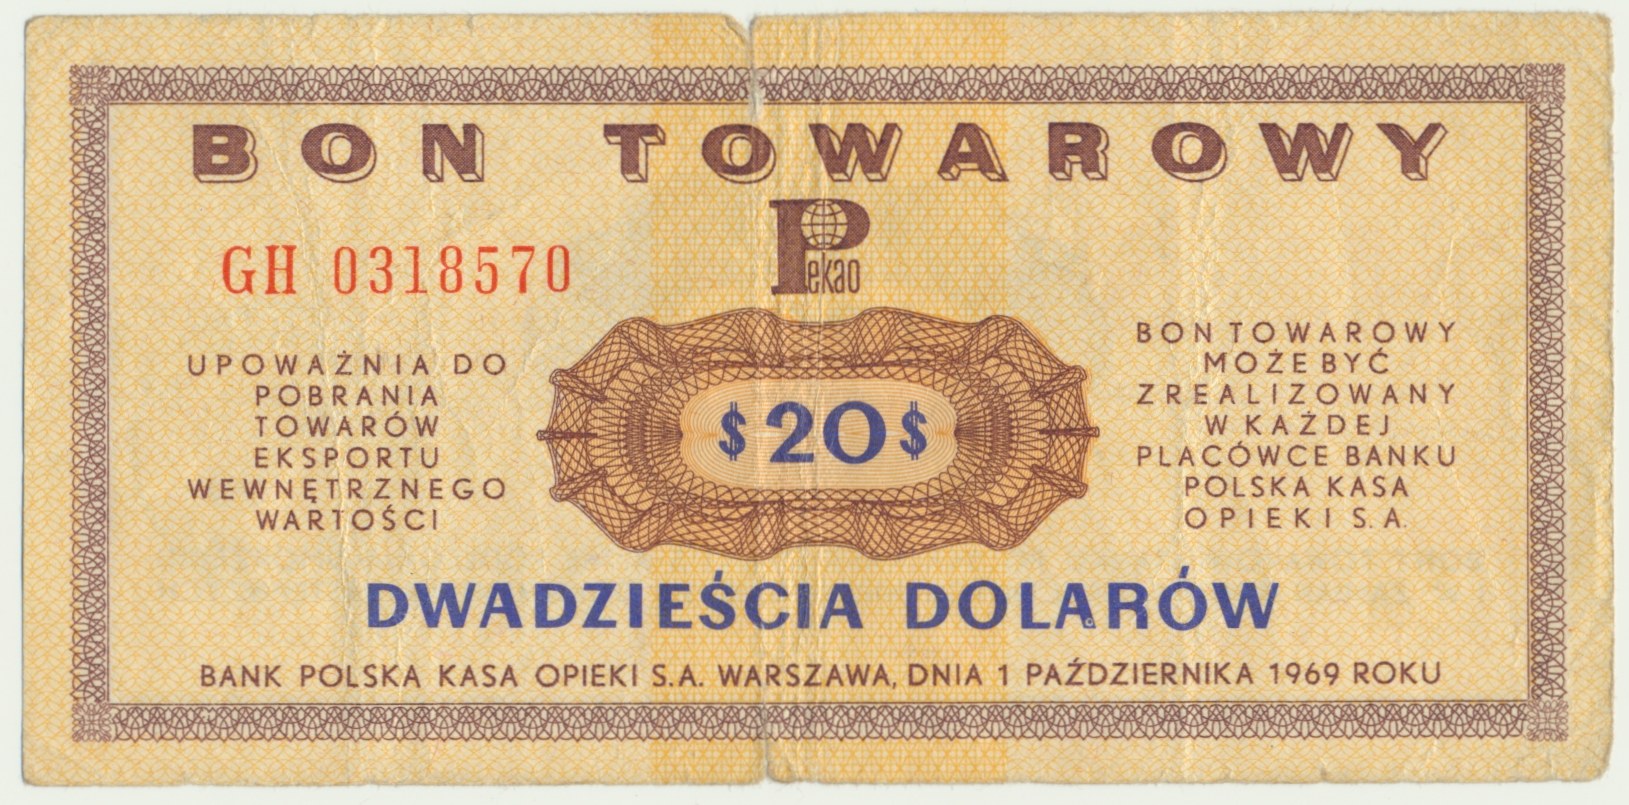 BON TOWAROWY
Pekao
GH 0318570
UPOWAŻNIA DO
POBRANIA
TOWARÓW
EKSPORTU
WEWNĘTRZNEGO
WARTOŚCI
$20$
BON TOWAROWY
MOŻE BYĆ
ZREALIZOWANY
W KAŻDEJ
PLACÓWCE BANKU
POLSKA KASA
OPIEKI S.A.
DWADZIEŚCIA DOLARÓW
BANK POLSKA KASA OPIEKI S.A. WARSZAWA, DNIA 1 PAŹDZIERNIKA 1969 ROKU